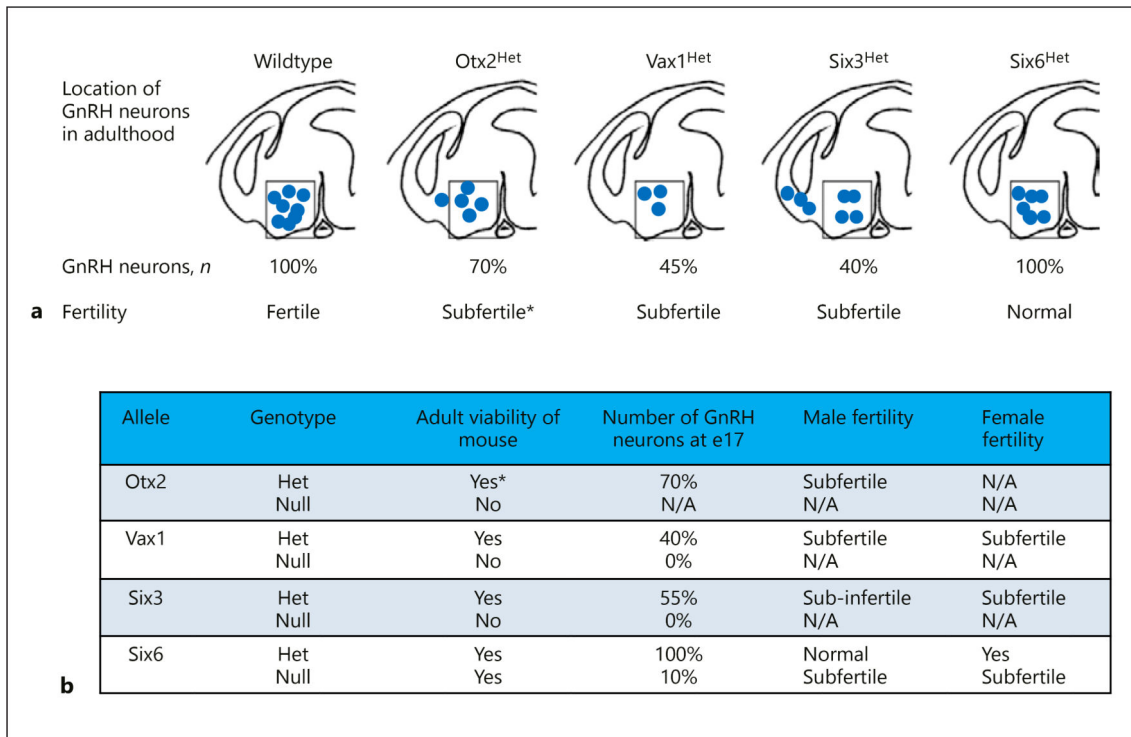 Wildtype Otx2Het Vax1Het Six3Het Six6Het
Location of
GnRH neurons
in adulthood
GnRH neurons, n 100% 70% 45% 40% 100%
a Fertility Fertile Subfertile* Subfertile Subfertile Normal
Allele Genotype Adult viability of Number of GnRH Male fertility Female
mouse neurons at e17 fertility
Otx2 Het Yes* 70% Subfertile N/A
Null No N/A N/A N/A
Vax1 Het Yes 40% Subfertile Subfertile
Null No 0% N/A N/A
Six3 Het Yes 55% Sub-infertile Subfertile
Null No 0% N/A N/A
Six6 Het Yes 100% Normal Yes
b Null Yes 10% Subfertile Subfertile